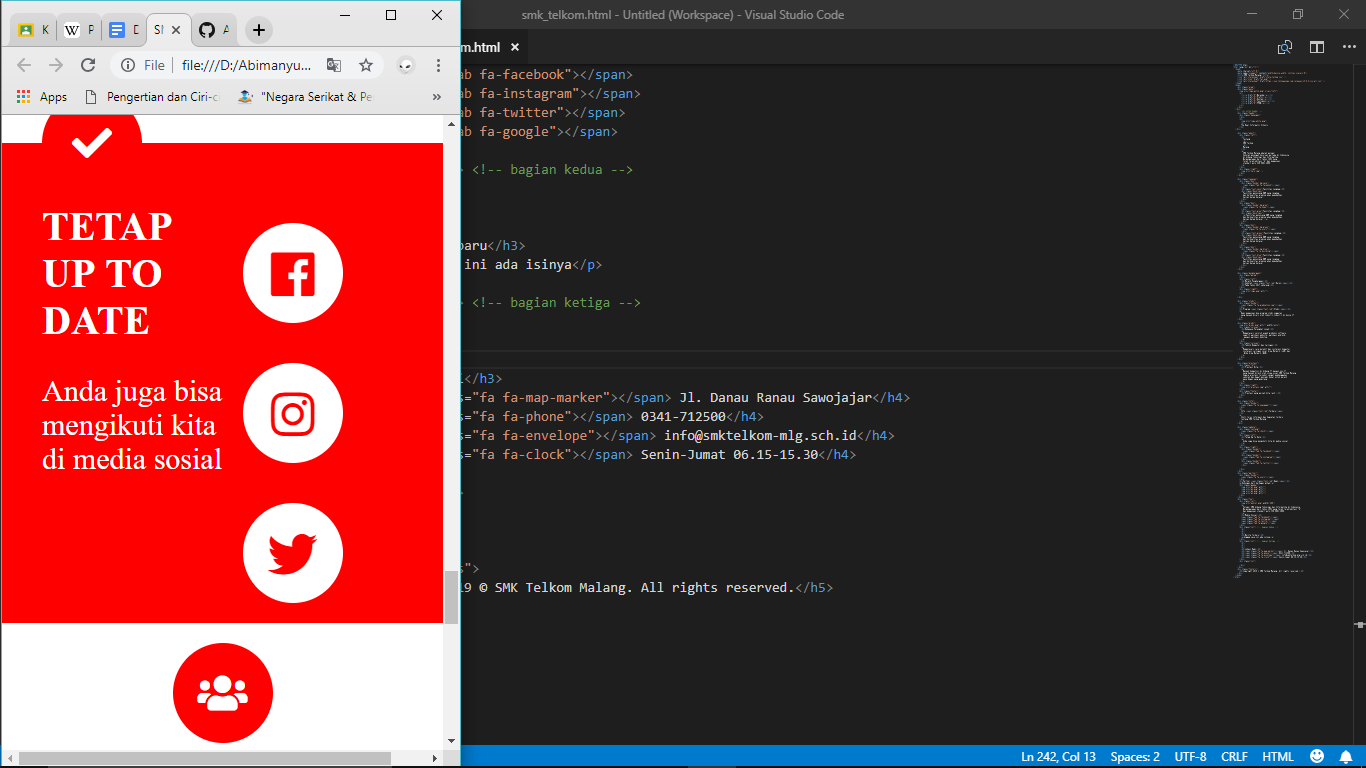 smk_telkom.html - Untitled (Workspace) - Visual Studio Code
K
P
D
SM
A
m.html
File
file:///D:/Abimanyu...
Apps
Pengertian dan Ciri-c
"Negara Serikat & Pe
»
TETAP
UP TO
DATE
Anda juga bisa
mengikuti kita
di media sosial
ab fa-facebook"></span>
ab fa-instagram"></span>
ab fa-twitter"></span>
ab fa-google"></span>
> <!-- bagian kedua -->
baru</h3>
ini ada isinya</p>
> <!-- bagian ketiga -->
i</h3>
s="fa fa-map-marker"></span> Jl. Danau Ranau Sawojajar</h4>
s="fa fa-phone"></span> 0341-712500</h4>
s="fa fa-envelope"></span> info@smktelkom-mlg.sch.id</h4>
s="fa fa-clock"></span> Senin-Jumat 06.15-15.30</h4>
>
s">
19 © SMK Telkom Malang. All rights reserved.</h5>
Ln 242, Col 13
Spaces: 2
UTF-8
CRLF
HTML